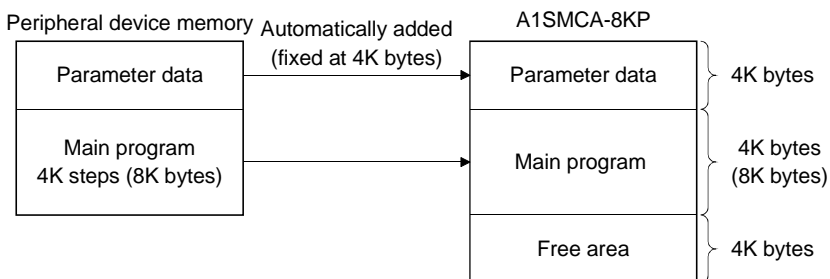 Peripheral device memory
Automatically added
(fixed at 4K bytes)
A1SMCA-8KP
Parameter data
Parameter data
4K bytes
Main program
4K steps (8K bytes)
Main program
4K bytes
(8K bytes)
Free area
4K bytes